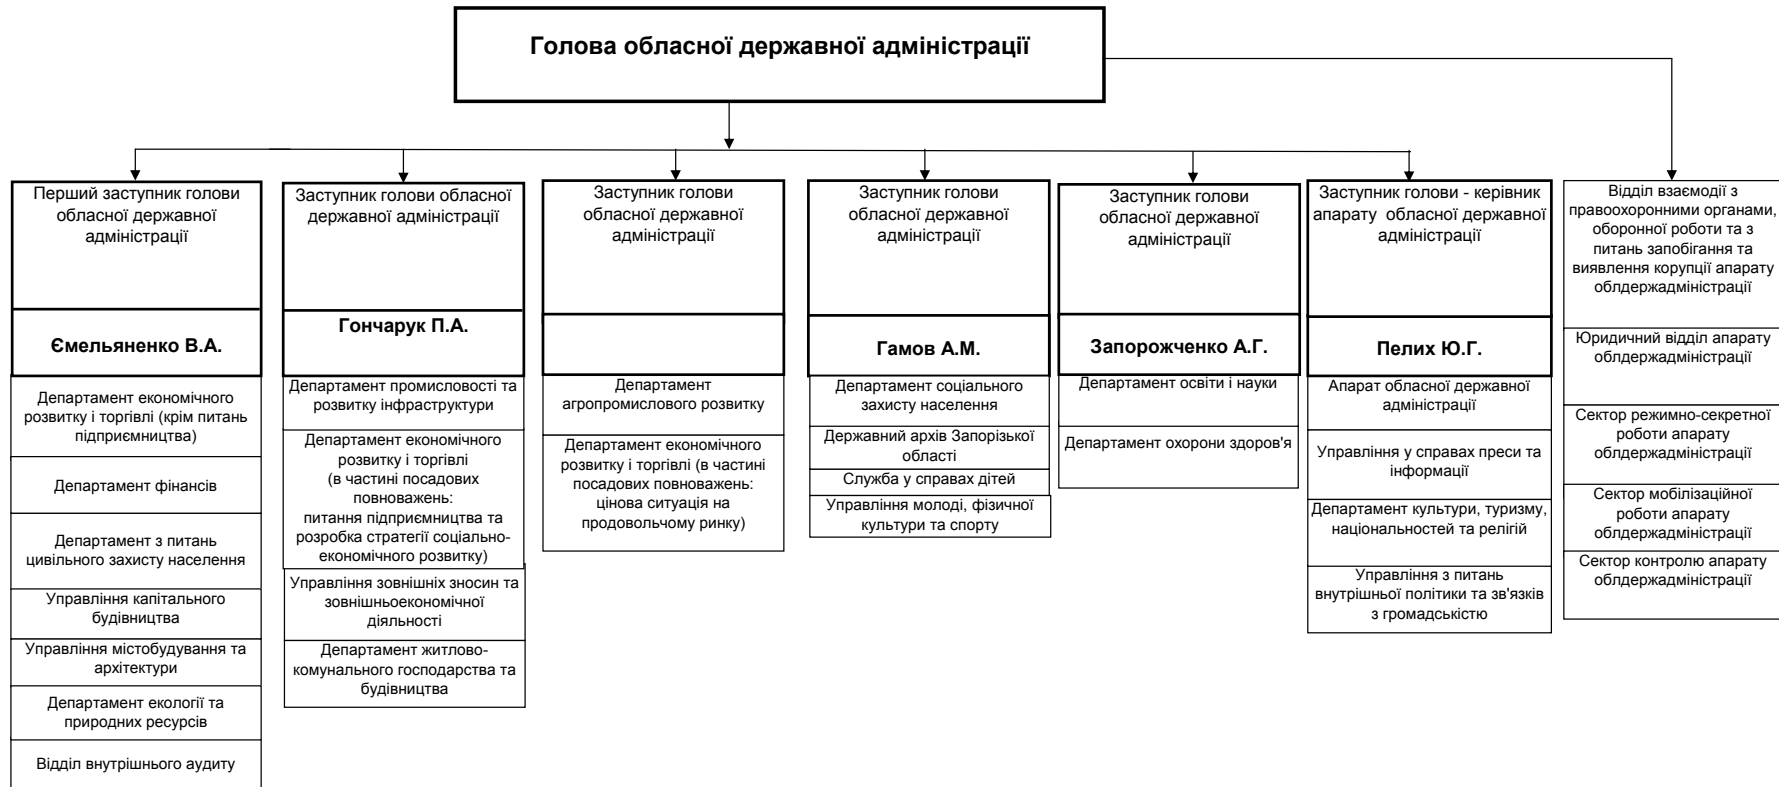 Голова обласної державної адміністрації
Перший заступник голови
обласної державної
адміністрації
Ємельяненко В.А.
Департамент економічного
розвитку і торгівлі (крім питань
підприємництва)
Департамент фінансів
Департамент з питань
цивільного захисту населення
Управління капітального
будівництва
Управління містобудування та
архітектури
Департамент екології та
природних ресурсів
Відділ внутрішнього аудиту
Заступник голови обласної
державної адміністрації
Гончарук П.А.
Департамент промисловості та
розвитку інфраструктури
Департамент економічного
розвитку і торгівлі
(в частині посадових
повноважень:
питання підприємництва та
розробка стратегії соціально-
економічного розвитку)
Управління зовнішніх зносин та
зовнішньоекономічної
діяльності
Департамент житлово-
комунального господарства та
будівництва
Заступник голови
обласної державної
адміністрації
Департамент
агропромислового розвитку
Департамент економічного
розвитку і торгівлі (в частині
посадових повноважень:
цінова ситуація на
продовольчому ринку)
Заступник голови
обласної державної
адміністрації
Гамов А.М.
Департамент соціального
захисту населення
Державний архів Запорізької
області
Служба у справах дітей
Управління молоді, фізичної
культури та спорту
Заступник голови
обласної державної
адміністрації
Запорожченко А.Г.
Департамент освіти і науки
Департамент охорони здоров'я
Заступник голови - керівник
апарату обласної державної
адміністрації
Пелих Ю.Г.
Апарат обласної державної
адміністрації
Управління у справах преси та
інформації
Департамент культури, туризму,
національностей та релігій
Управління з питань
внутрішньої політики та зв'язків
з громадськістю
Відділ взаємодії з
правоохоронними органами,
оборонної роботи та з
питань запобігання та
виявлення корупції апарату
облдержадміністрації
Юридичний відділ апарату
облдержадміністрації
Сектор режимно-секретної
роботи апарату
облдержадміністрації
Сектор мобілізаційної
роботи апарату
облдержадміністрації
Сектор контролю апарату
облдержадміністрації